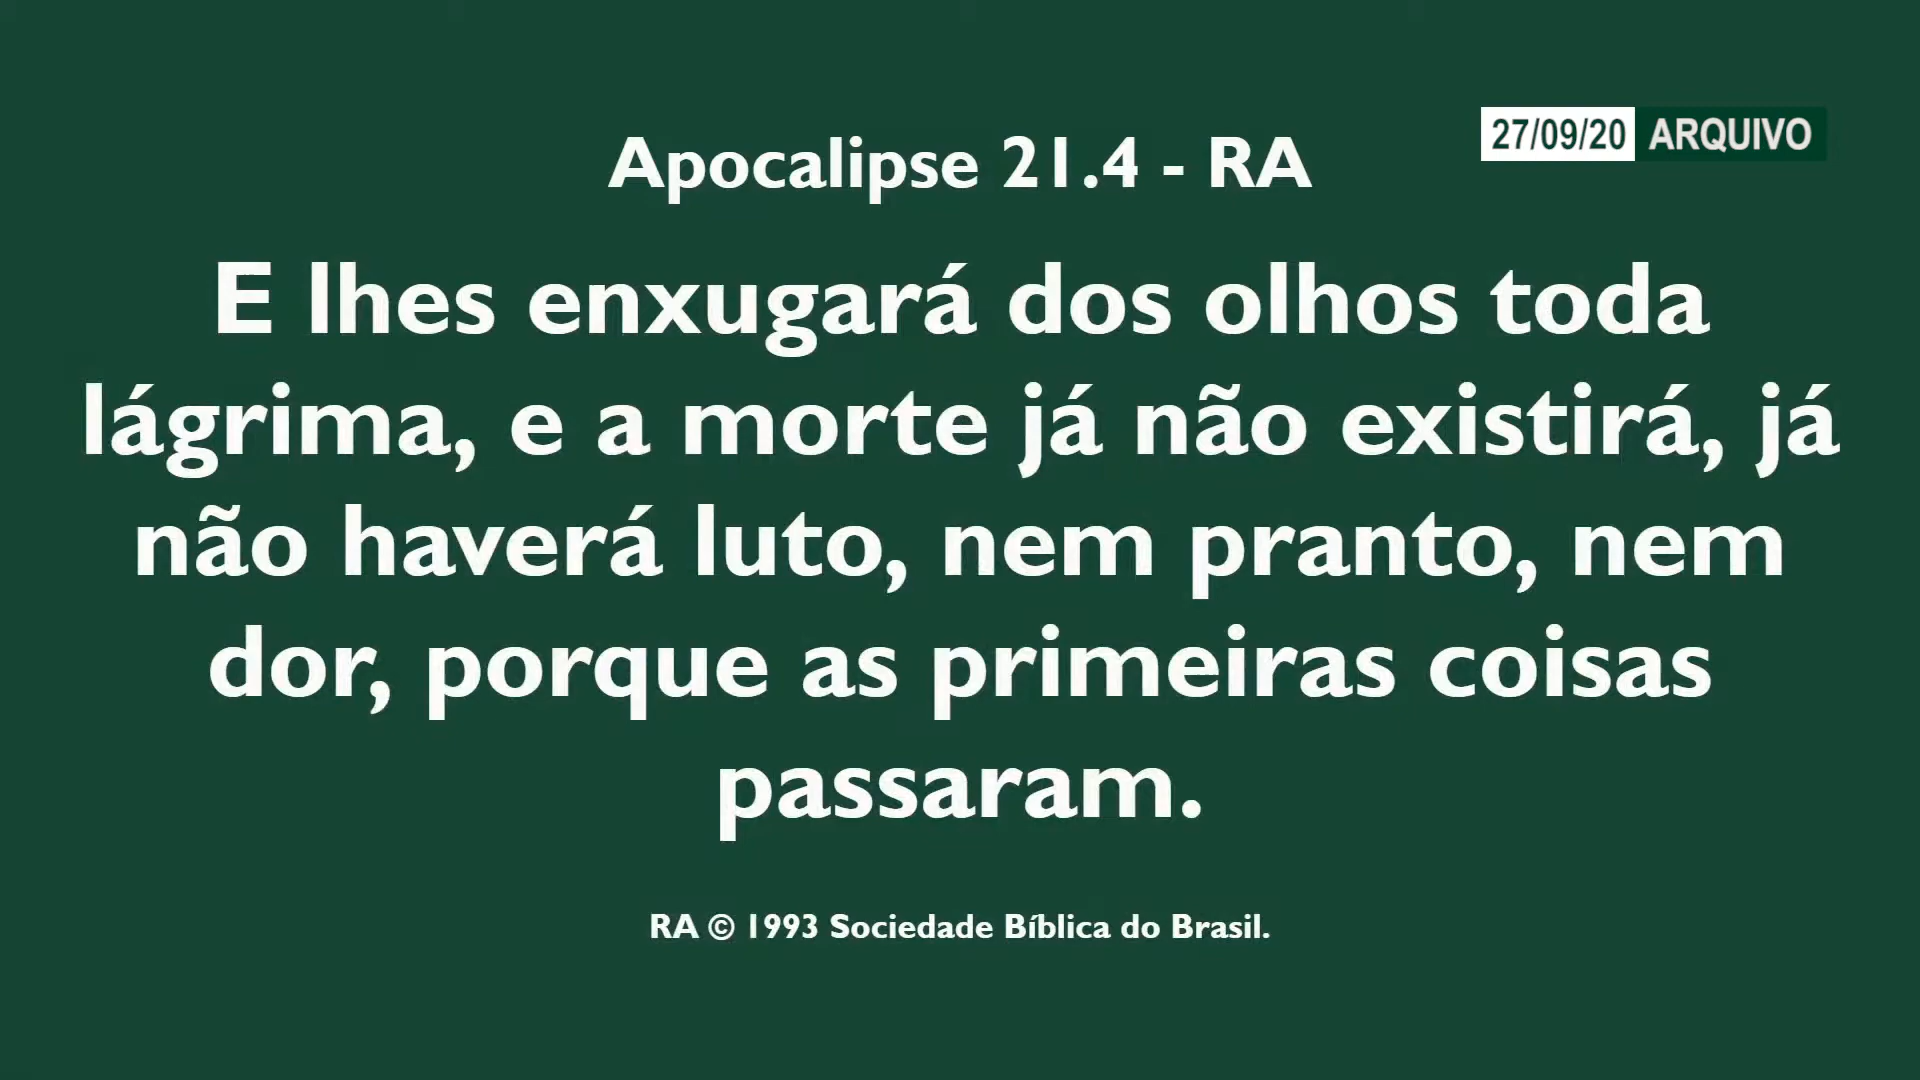 27/09/20 ARQUIVO
Apocalipse 21.4 - RA
E lhes enxugará dos olhos toda
lágrima, e a morte já não existirá, já
não haverá luto, nem pranto, nem
dor, porque as primeiras coisas
passaram.
RA © 1993 Sociedade Bíblica do Brasil.